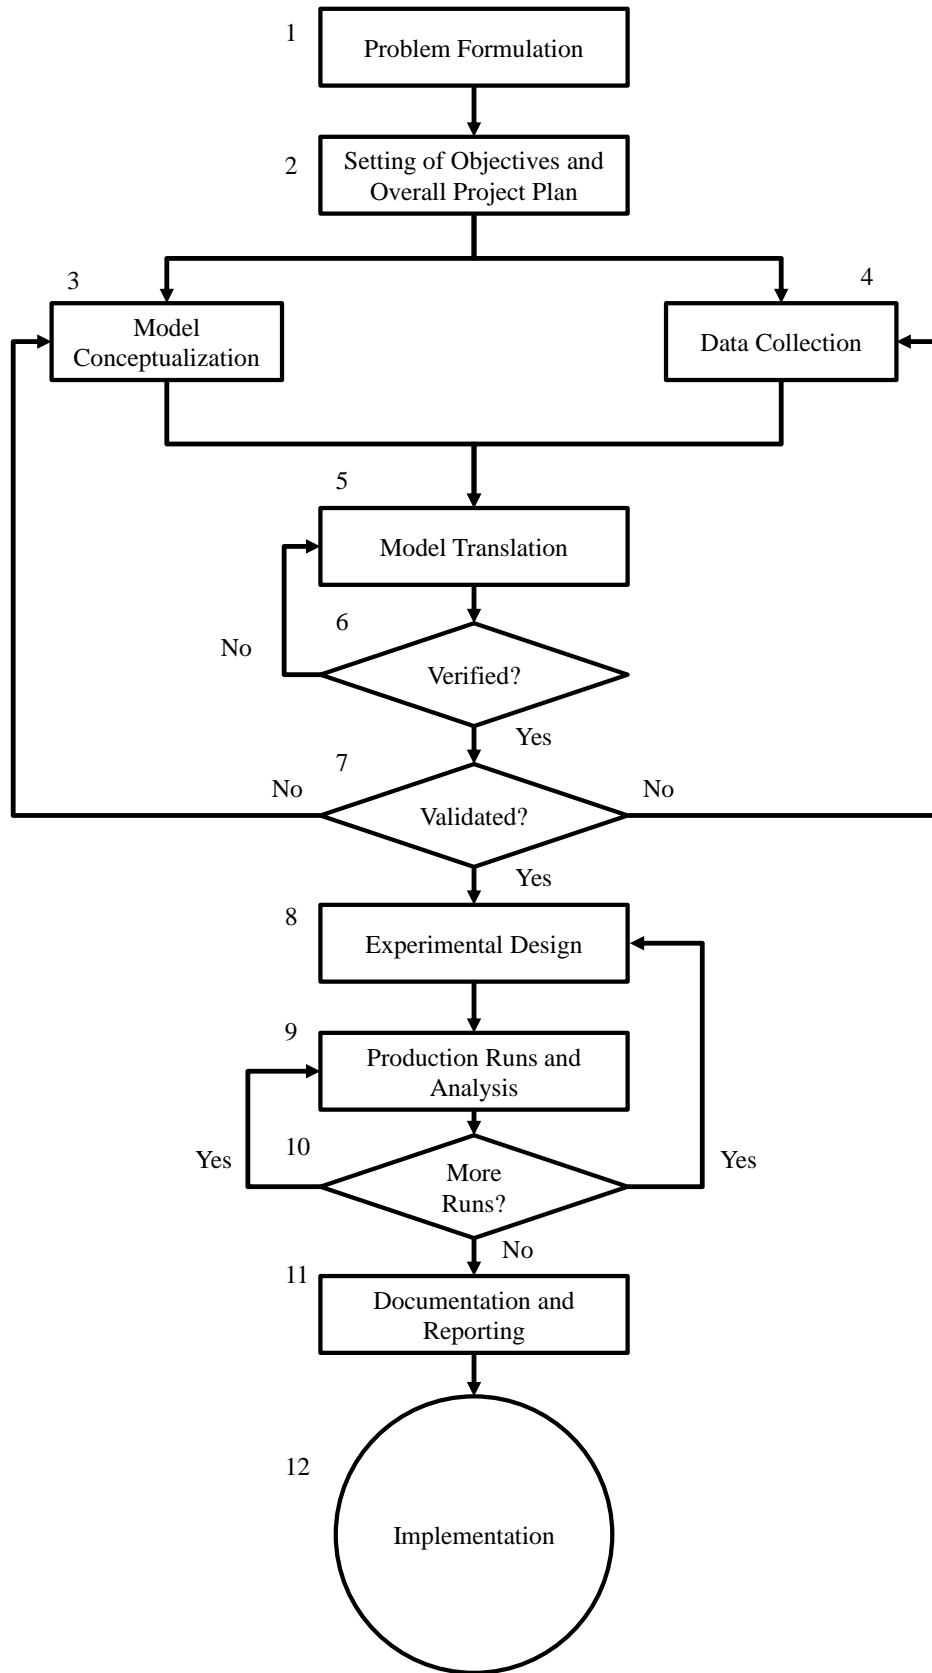 1
Problem Formulation
2
Setting of Objectives and
Overall Project Plan
3
Model
Conceptualization
4
Data Collection
5
Model Translation
6
No
Verified?
Yes
7
No
Validated?
No
Yes
8
Experimental Design
9
Production Runs and
Analysis
10
Yes
More
Runs?
Yes
No
11
Documentation and
Reporting
12
Implementation